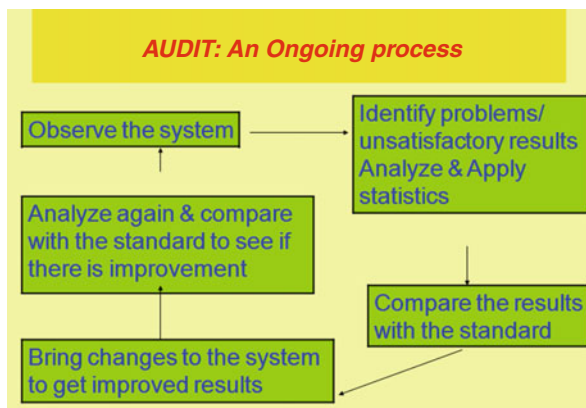 AUDIT: An Ongoing process
Observe the system
Identify problems/
unsatisfactory results
Analyze & Apply
statistics
Compare the results
with the standard
Bring changes to the system
to get improved results
Analyze again & compare
with the standard to see if
there is improvement